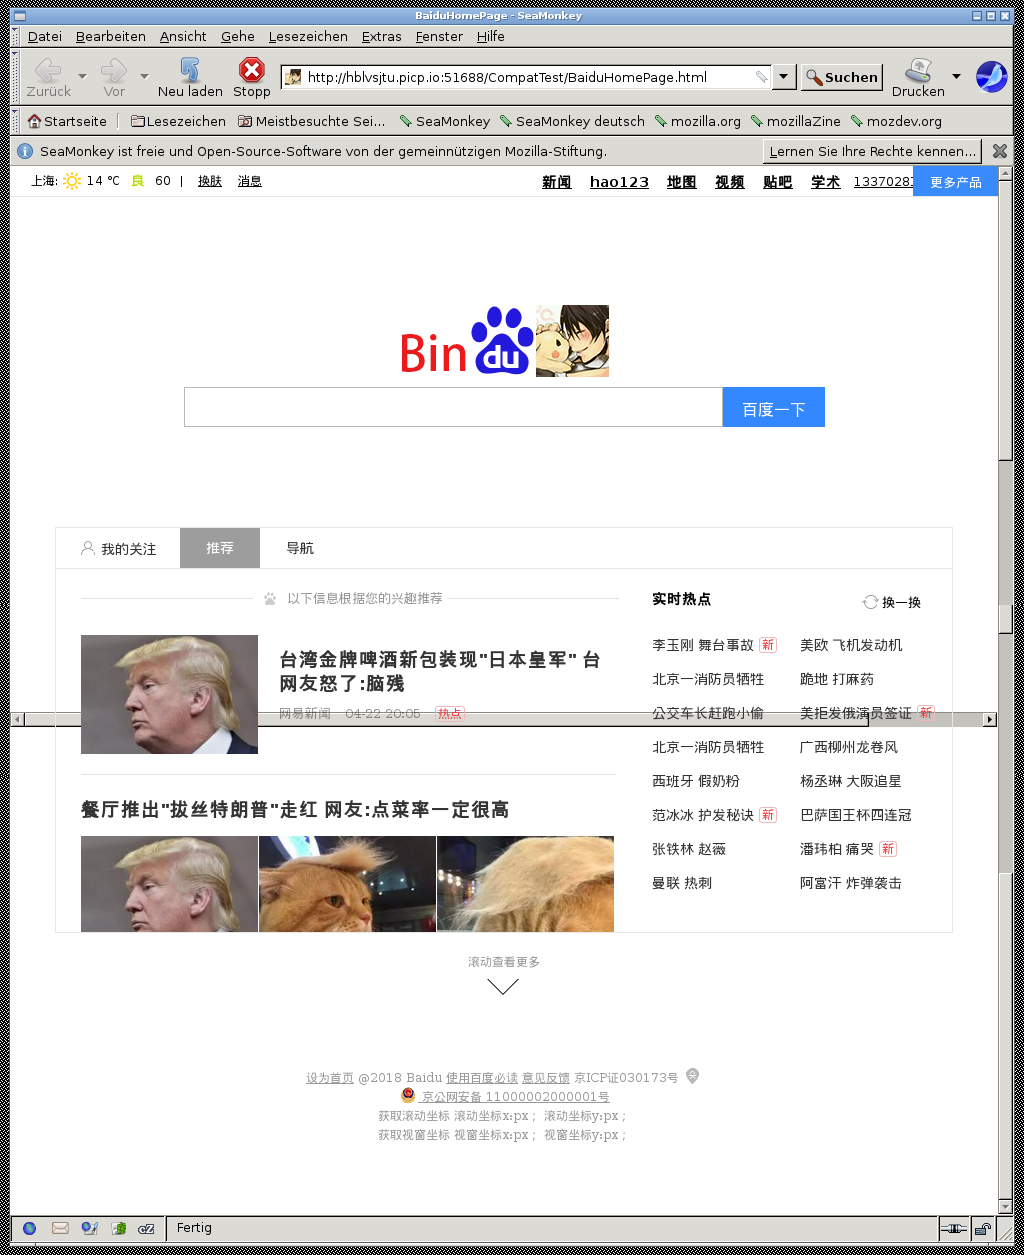 BaiduHomePage - SeaMonkey
Datei Bearbeiten Ansicht Gehe Lesezeichen Extras Fenster Hilfe
Zurück Vor Neu laden Stopp http://hblvsjtu.picp.io:51688/CompatTest/BaiduHomePage.html Suchen Drucken
Startseite Lesezeichen Meistbesuchte Sei... SeaMonkey SeaMonkey deutsch mozilla.org mozillaZine mozdev.org
SeaMonkey ist freie und Open-Source-Software von der gemeinnützigen Mozilla-Stiftung. Lernen Sie Ihre Rechte kennen...
上海: 14 °C 良 60 | 换肤 消息 新闻 hao123 地图 视频 贴吧 学术 1337028 更多产品
Bin du
百度一下
我的关注 推荐 导航
以下信息根据您的兴趣推荐
台湾金牌啤酒新包装现"日本皇军" 台
网友怒了:脑残
网易新闻 04-22 20:05 热点
餐厅推出"拔丝特朗普"走红 网友:点菜率一定很高
实时热点 换一换
李玉刚 舞台事故 新 美欧 飞机发动机
北京一消防员牺牲 跪地 打麻药
公交车长赶跑小偷 美拒发俄演员签证 新
北京一消防员牺牲 广西柳州龙卷风
西班牙 假奶粉 杨丞琳 大阪追星
范冰冰 护发秘诀 新 巴萨国王杯四连冠
张铁林 赵薇 潘玮柏 痛哭 新
曼联 热刺 阿富汗 炸弹袭击
滚动查看更多
设为首页 @2018 Baidu 使用百度必读 意见反馈 京ICP证030173号
京公网安备 11000002000001号
获取滚动坐标 滚动坐标x:px； 滚动坐标y:px；
获取视窗坐标 视窗坐标x:px； 视窗坐标y:px；
Fertig